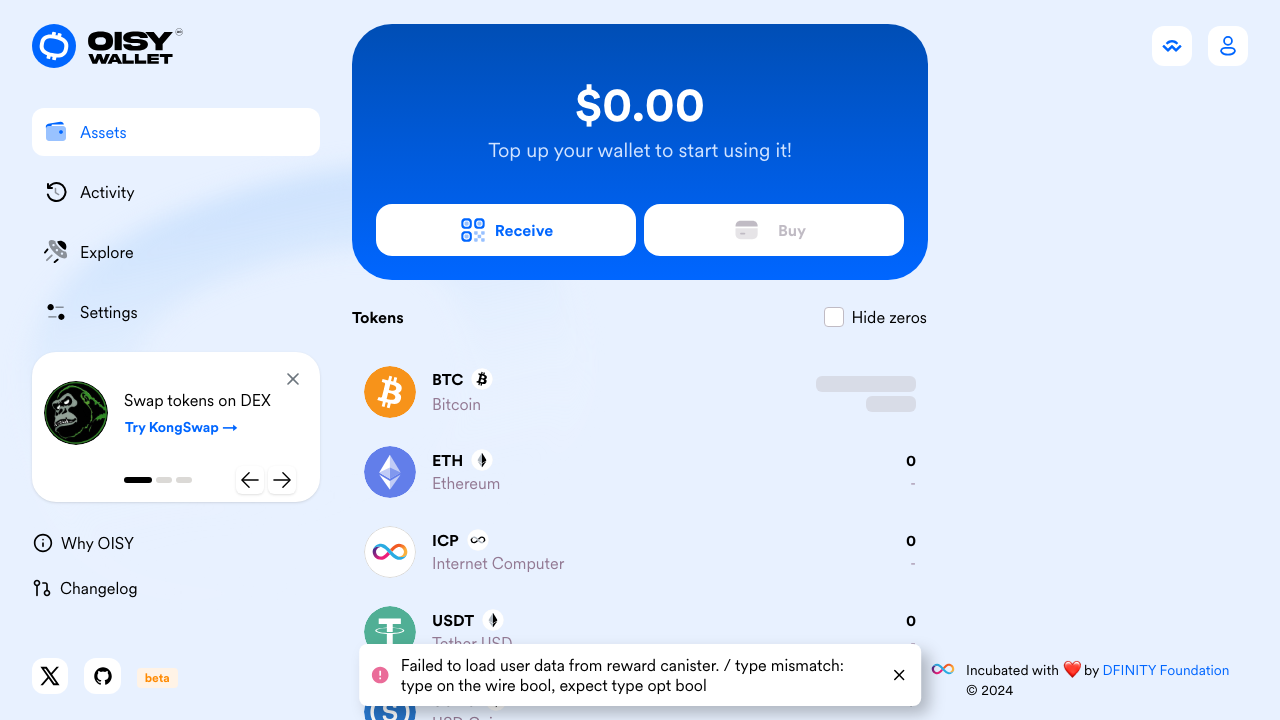 OISY
WALLET
Assets
Activity
Explore
Settings
Swap tokens on DEX
Try KongSwap →
Why OISY
Changelog
beta
$0.00
Top up your wallet to start using it!
Receive
Buy
Tokens
Hide zeros
BTC
Bitcoin
ETH
0
Ethereum
-
ICP
0
Internet Computer
-
USDT
0
Tether USD
-
Failed to load user data from reward canister. / type mismatch:
type on the wire bool, expect type opt bool
Incubated with ❤️ by DFINITY Foundation
© 2024